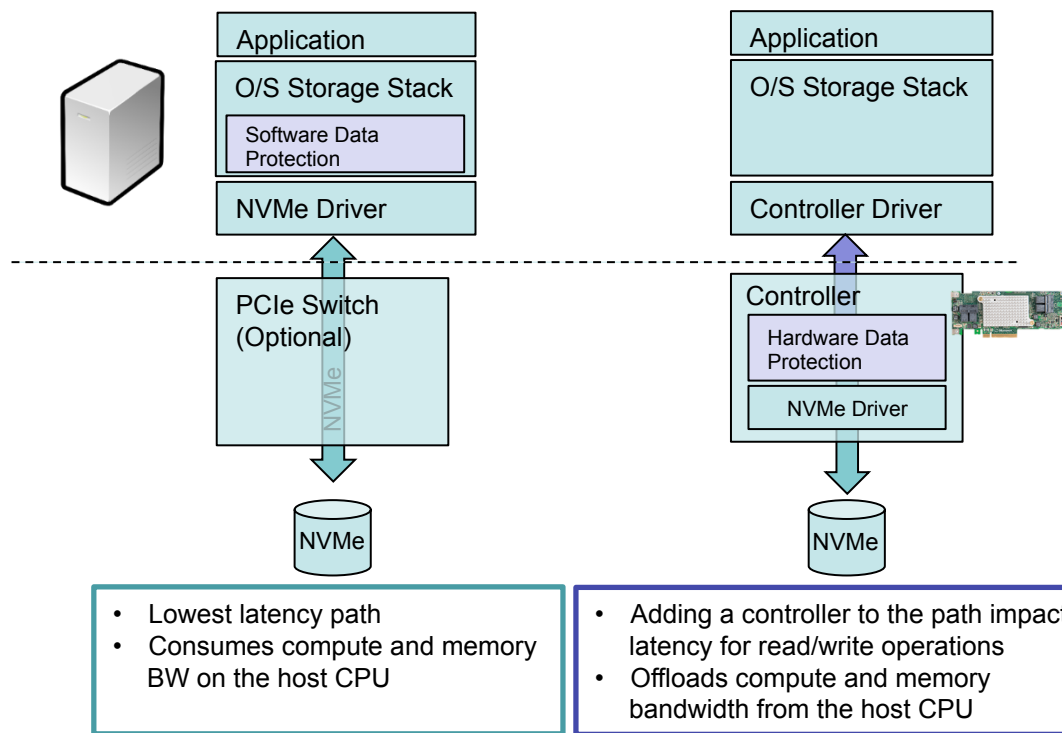 Application
O/S Storage Stack
Software Data
Protection
NVMe Driver
PCIe Switch
(Optional)
NVMe
NVMe
• Lowest latency path
• Consumes compute and memory
BW on the host CPU
Application
O/S Storage Stack
Controller Driver
Controller
Hardware Data
Protection
NVMe Driver
NVMe
• Adding a controller to the path impact
latency for read/write operations
• Offloads compute and memory
bandwidth from the host CPU